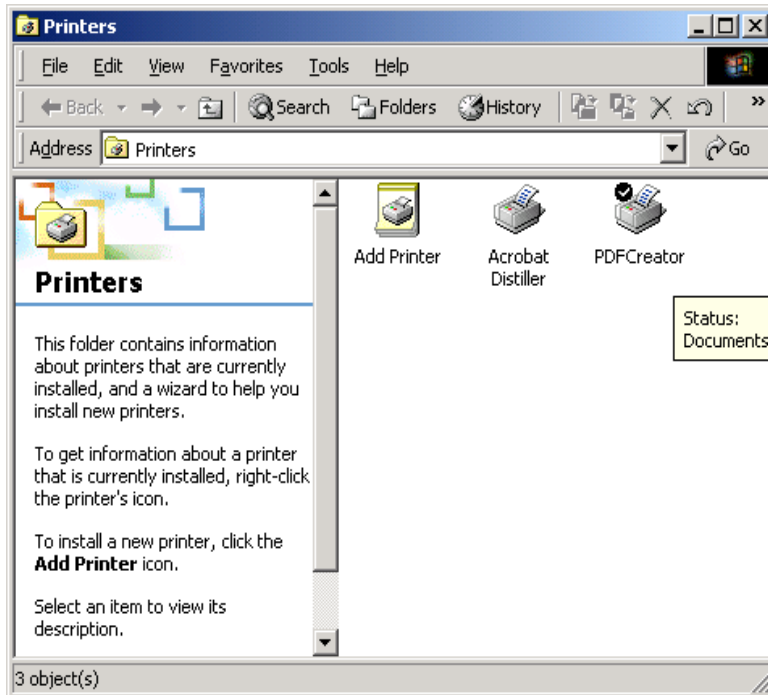 Printers
File Edit View Favorites Tools Help
Back Search Folders History »
Address Printers Go
Add Printer
Acrobat
Distiller
PDFCreator
Status:
Documents
Printers
This folder contains information
about printers that are currently
installed, and a wizard to help you
install new printers.
To get information about a printer
that is currently installed, right-click
the printer's icon.
To install a new printer, click the
Add Printer icon.
Select an item to view its
description.
3 object(s)